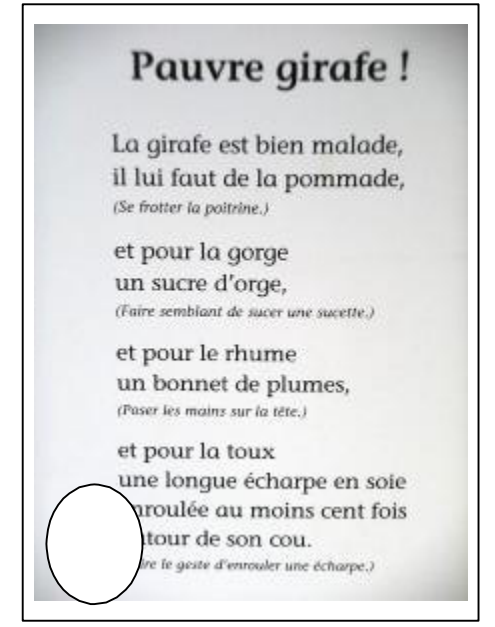 Pauvre girafe !
La girafe est bien malade,
il lui faut de la pommade,
(Se frotter la poitrine.)
et pour la gorge
un sucre d'orge,
(Faire semblant de sucer une sucette.)
et pour le rhume
un bonnet de plumes,
(Poser les mains sur la tête.)
et pour la toux
une longue écharpe en soie
nroulée au moins cent fois
tour de son cou.
ire le geste d'enrouler une écharpe.)